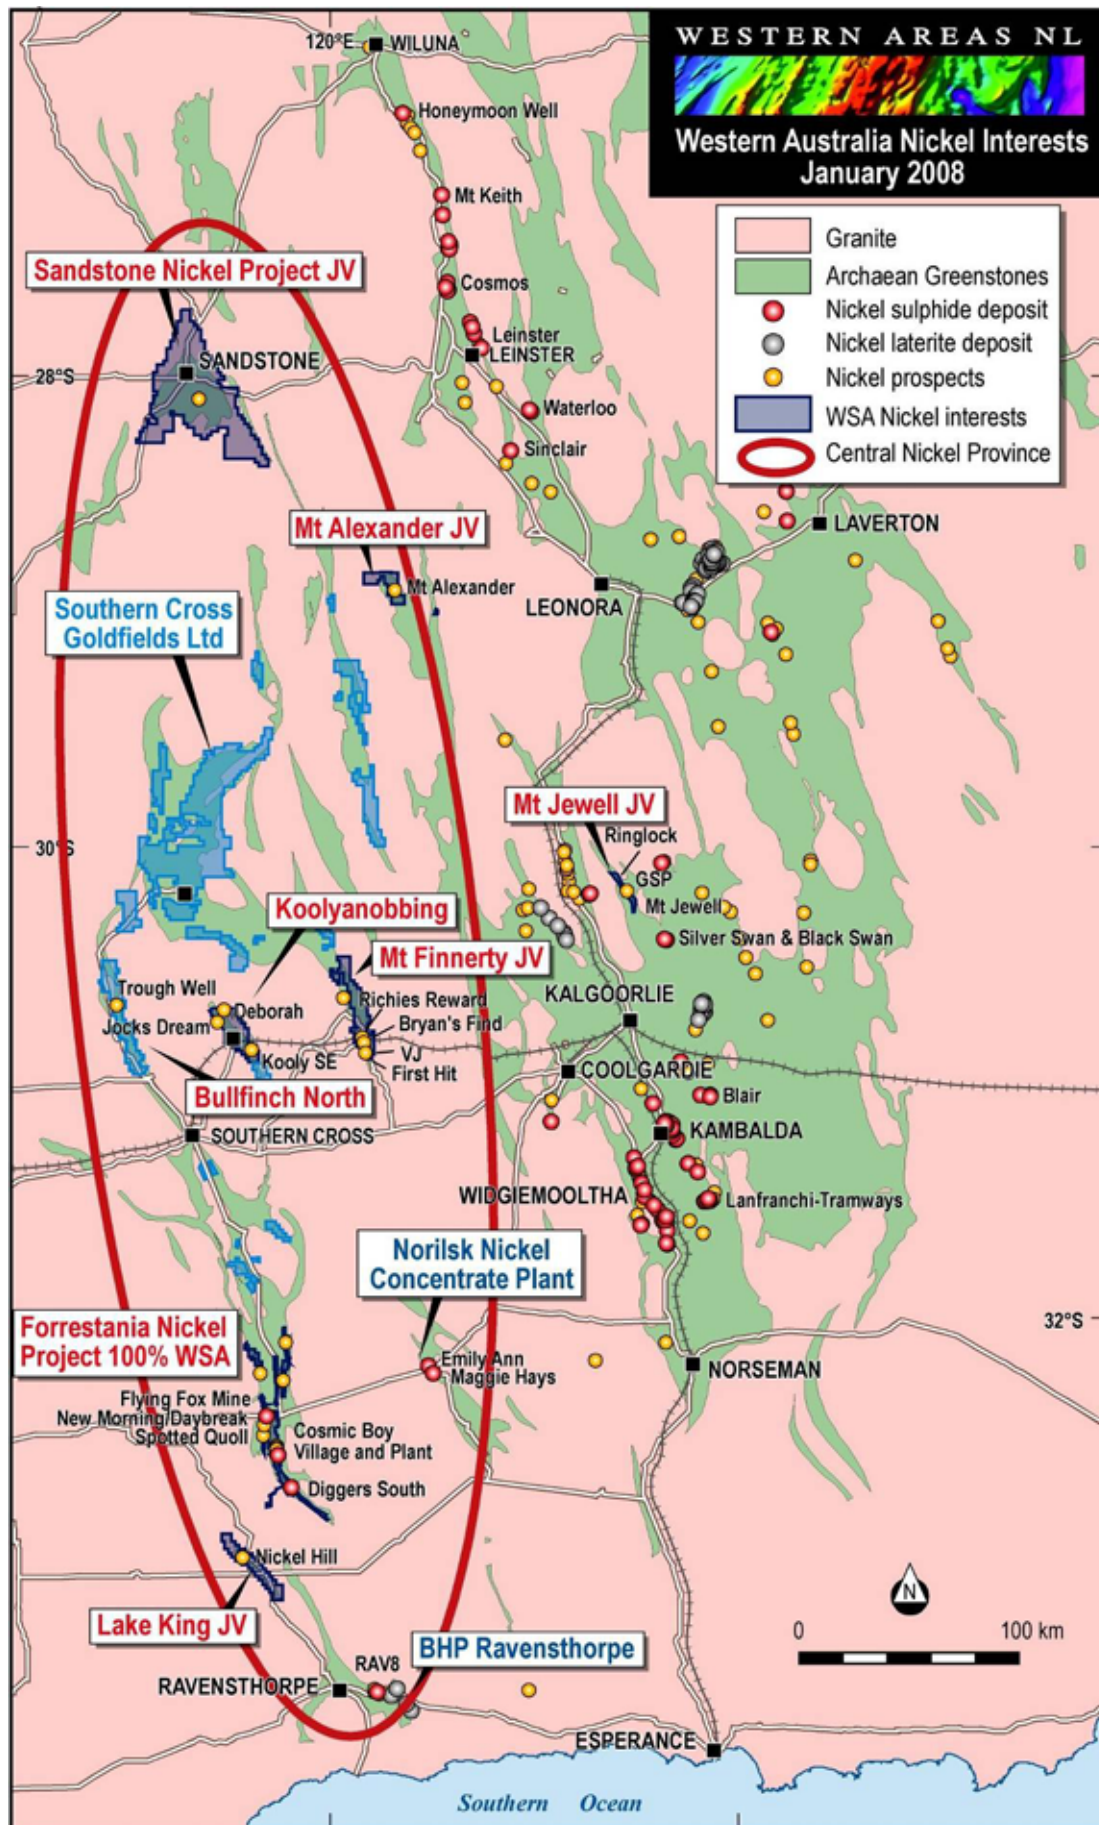 WESTERN AREAS NL
Western Australia Nickel Interests
January 2008
Granite
Archaean Greenstones
Nickel sulphide deposit
Nickel laterite deposit
Nickel prospects
WSA Nickel interests
Central Nickel Province
120°E
WILUNA
Honeymoon Well
Mt Keith
Sandstone Nickel Project JV
Cosmos
Leinster
LEINSTER
SANDSTONE
28°S
Waterloo
Sinclair
LAVERTON
Mt Alexander JV
Mt Alexander
LEONORA
Southern Cross
Goldfields Ltd
Mt Jewell JV
Ringlock
30°S
GSP
Mt Jewell
Koolyanobbing
Silver Swan & Black Swan
Mt Finnerty JV
Trough Well
Deborah
Richies Reward
KALGOORLIE
Jocks Dream
Bryan's Find
Kooly SE
VJ
First Hit
COOLGARDIE
Bullfinch North
Blair
SOUTHERN CROSS
KAMBALDA
WIDGIEMOOLTHA
Lanfranchi-Tramways
Norilsk Nickel
Concentrate Plant
32°S
Forrestania Nickel
Project 100% WSA
Emily Ann
Maggie Hays
NORSEMAN
Flying Fox Mine
New Morning/Daybreak
Spotted Quoll
Cosmic Boy
Village and Plant
Diggers South
Nickel Hill
N
Lake King JV
0 100 km
BHP Ravensthorpe
RAV8
RAVENSTHORPE
ESPERANCE
Southern Ocean